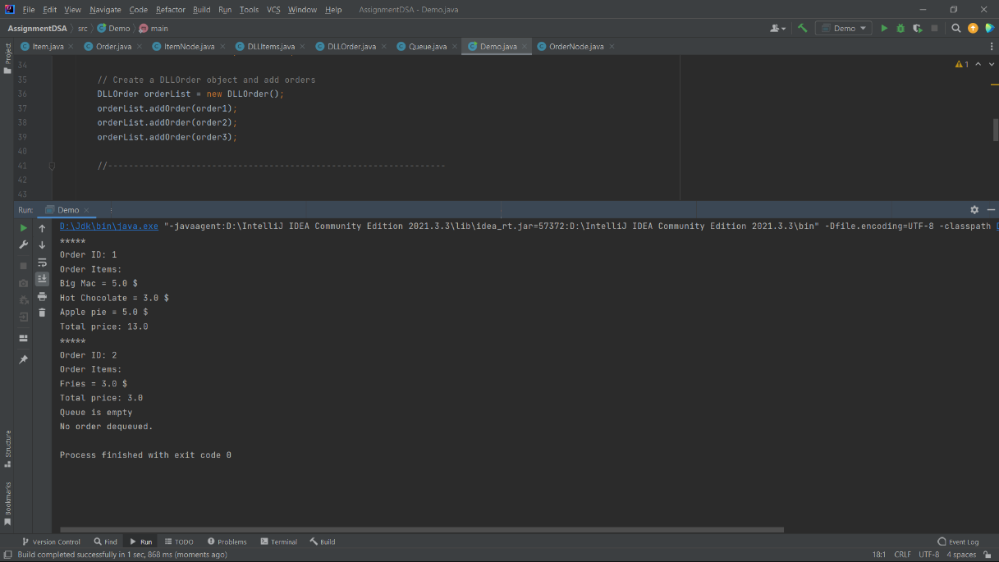 File Edit View Navigate Code Refactor Build Run Tools VCS Window Help AssignmentDSA - Demo.java
AssignmentDSA src Demo main Demo
Project
Item.java Order.java ItemNode.java DLLItems.java DLLOrder.java Queue.java Demo.java OrderNode.java
34 1
35 // Create a DLLOrder object and add orders
36 DLLOrder orderList = new DLLOrder();
37 orderList.addOrder(order1);
38 orderList.addOrder(order2);
39 orderList.addOrder(order3);
40
41 //-----------------------------------------------------------------
42
43
Run: Demo
D:\Jdk\bin\java.exe "-javaagent:D:\IntelliJ IDEA Community Edition 2021.3.3\lib\idea_rt.jar=57372:D:\IntelliJ IDEA Community Edition 2021.3.3\bin" -Dfile.encoding=UTF-8 -classpath
*****
Order ID: 1
Order Items:
Big Mac = 5.0 $
Hot Chocolate = 3.0 $
Apple pie = 5.0 $
Total price: 13.0
*****
Order ID: 2
Order Items:
Fries = 3.0 $
Total price: 3.0
Queue is empty
No order dequeued.
Process finished with exit code 0
Structure
Bookmarks
Version Control Find Run TODO Problems Terminal Build Event Log
Build completed successfully in 1 sec, 868 ms (moments ago) 18:1 CRLF UTF-8 4 spaces